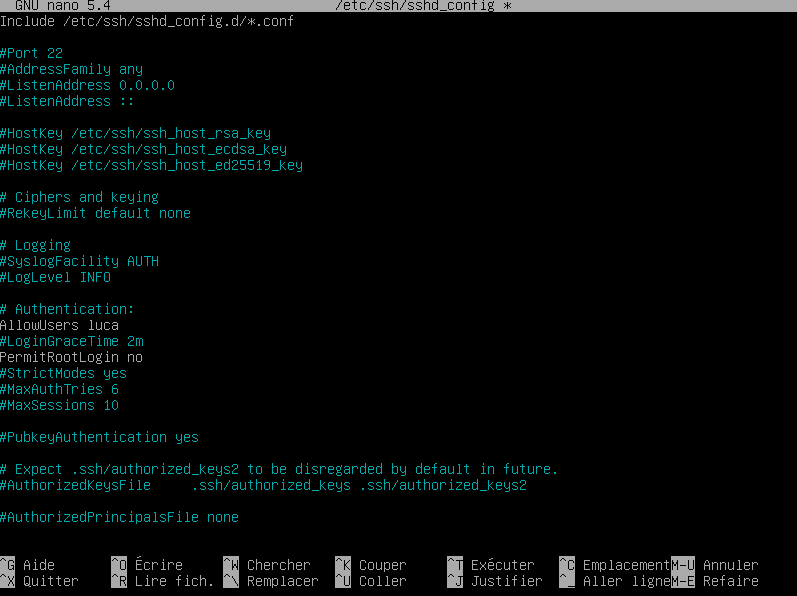 GNU nano 5.4 /etc/ssh/sshd_config *
Include /etc/ssh/sshd_config.d/*.conf
#Port 22
#AddressFamily any
#ListenAddress 0.0.0.0
#ListenAddress ::
#HostKey /etc/ssh/ssh_host_rsa_key
#HostKey /etc/ssh/ssh_host_ecdsa_key
#HostKey /etc/ssh/ssh_host_ed25519_key
# Ciphers and keying
#RekeyLimit default none
# Logging
#SyslogFacility AUTH
#LogLevel INFO
# Authentication:
AllowUsers luca
#LoginGraceTime 2m
PermitRootLogin no
#StrictModes yes
#MaxAuthTries 6
#MaxSessions 10
#PubkeyAuthentication yes
# Expect .ssh/authorized_keys2 to be disregarded by default in future.
#AuthorizedKeysFile .ssh/authorized_keys .ssh/authorized_keys2
#AuthorizedPrincipalsFile none
^G Aide ^O Écrire ^W Chercher ^K Couper ^T Exécuter ^C Emplacement M-U Annuler
^X Quitter ^R Lire fich. ^\ Remplacer ^U Coller ^J Justifier ^_ Aller ligne M-E Refaire